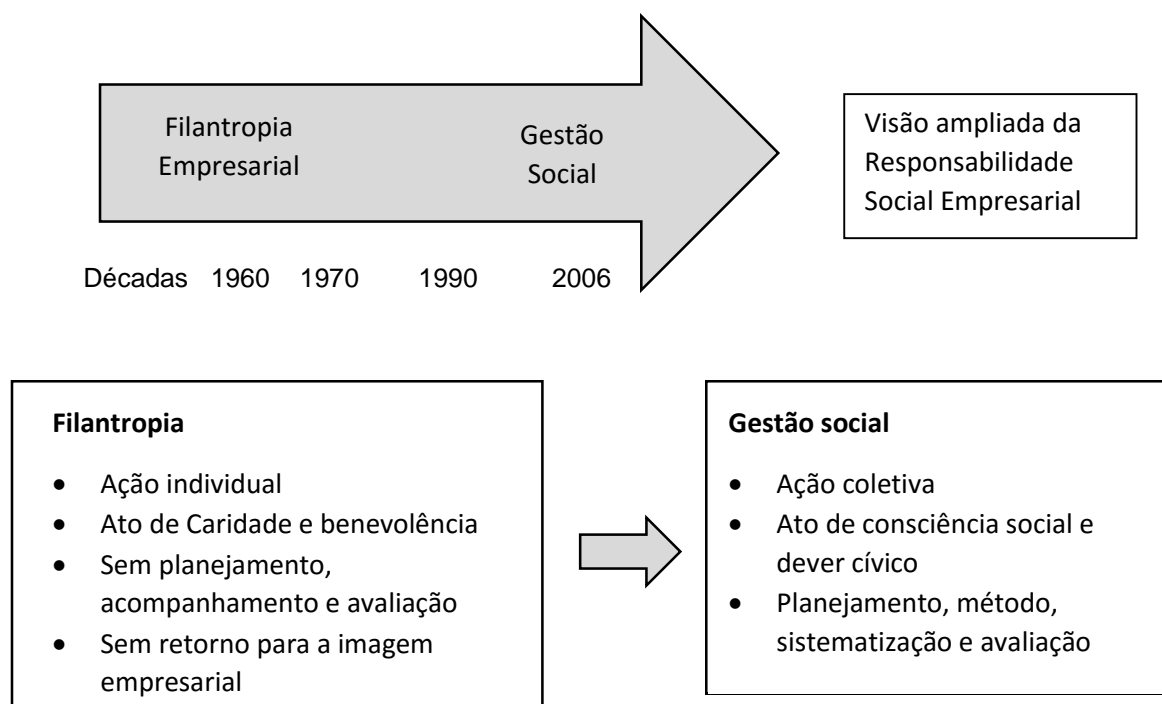 Filantropia
Empresarial
Gestão
Social
Visão ampliada da
Responsabilidade
Social Empresarial
Décadas 1960 1970 1990 2006
Filantropia
• Ação individual
• Ato de Caridade e benevolência
• Sem planejamento,
acompanhamento e avaliação
• Sem retorno para a imagem
empresarial
Gestão social
• Ação coletiva
• Ato de consciência social e
dever cívico
• Planejamento, método,
sistematização e avaliação